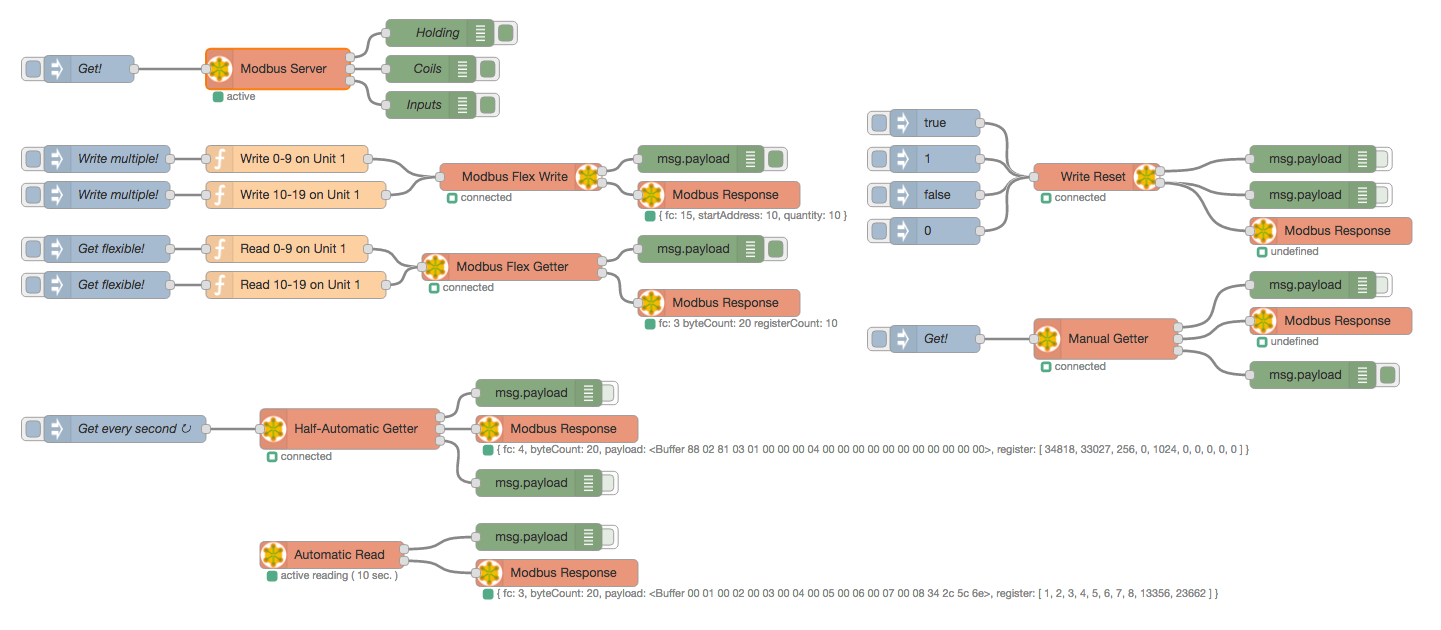 Holding
Get!
Modbus Server
Coils
active
Inputs
Write multiple!
Write 0-9 on Unit 1
Write multiple!
Write 10-19 on Unit 1
Modbus Flex Write
connected
msg.payload
Modbus Response
{ fc: 15, startAddress: 10, quantity: 10 }
Get flexible!
Read 0-9 on Unit 1
Get flexible!
Read 10-19 on Unit 1
Modbus Flex Getter
connected
msg.payload
Modbus Response
fc: 3 byteCount: 20 registerCount: 10
true
1
false
0
Write Reset
connected
msg.payload
msg.payload
Modbus Response
undefined
Get!
Manual Getter
connected
msg.payload
Modbus Response
undefined
msg.payload
Get every second ↻
Half-Automatic Getter
connected
msg.payload
Modbus Response
{ fc: 4, byteCount: 20, payload: <Buffer 88 02 81 03 01 00 00 00 04 00 00 00 00 00 00 00 00 00 00 00>, register: [ 34818, 33027, 256, 0, 1024, 0, 0, 0, 0, 0 ] }
msg.payload
Automatic Read
active reading ( 10 sec. )
msg.payload
Modbus Response
{ fc: 3, byteCount: 20, payload: <Buffer 00 01 00 02 00 03 00 04 00 05 00 06 00 07 00 08 34 2c 5c 6e>, register: [ 1, 2, 3, 4, 5, 6, 7, 8, 13356, 23662 ] }